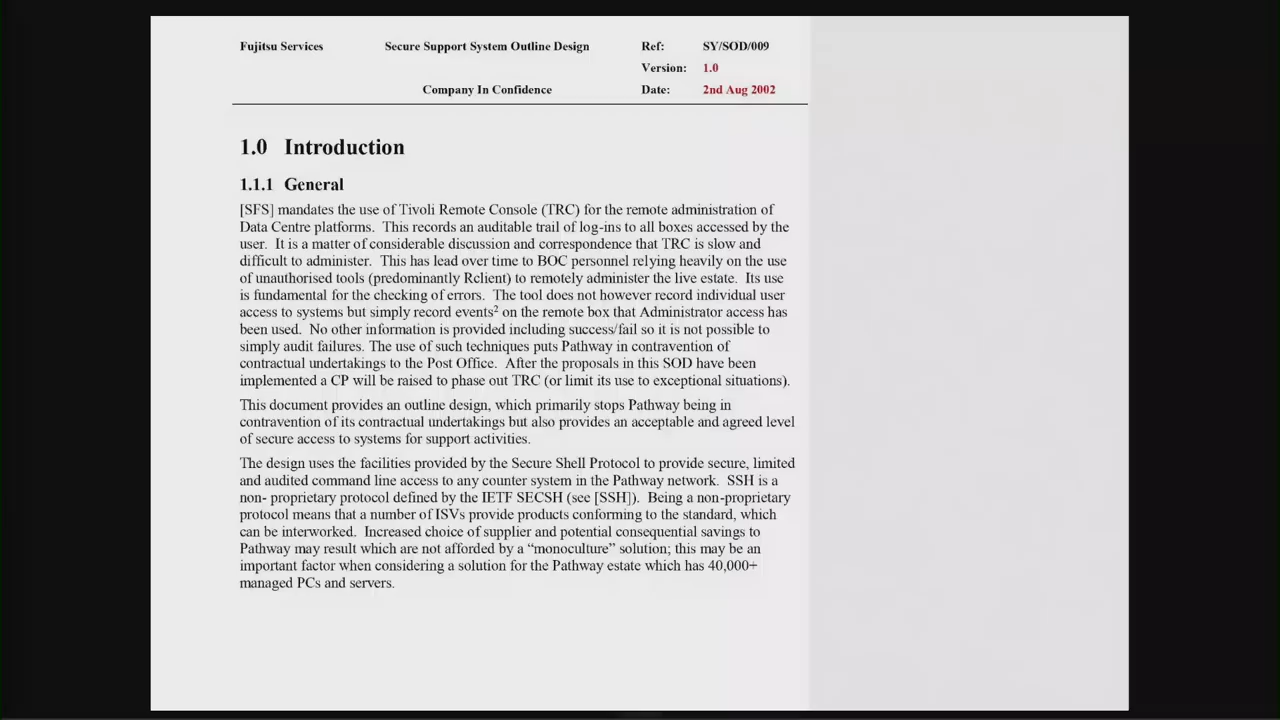 Fujitsu Services Secure Support System Outline Design Ref: SY/SOD/009
Version: 1.0
Company In Confidence Date: 2nd Aug 2002
1.0 Introduction
1.1.1 General
[SFS] mandates the use of Tivoli Remote Console (TRC) for the remote administration of
Data Centre platforms. This records an auditable trail of log-ins to all boxes accessed by the
user. It is a matter of considerable discussion and correspondence that TRC is slow and
difficult to administer. This has lead over time to BOC personnel relying heavily on the use
of unauthorised tools (predominantly Rclient) to remotely administer the live estate. Its use
is fundamental for the checking of errors. The tool does not however record individual user
access to systems but simply record events² on the remote box that Administrator access has
been used. No other information is provided including success/fail so it is not possible to
simply audit failures. The use of such techniques puts Pathway in contravention of
contractual undertakings to the Post Office. After the proposals in this SOD have been
implemented a CP will be raised to phase out TRC (or limit its use to exceptional situations).
This document provides an outline design, which primarily stops Pathway being in
contravention of its contractual undertakings but also provides an acceptable and agreed level
of secure access to systems for support activities.
The design uses the facilities provided by the Secure Shell Protocol to provide secure, limited
and audited command line access to any counter system in the Pathway network. SSH is a
non- proprietary protocol defined by the IETF SECSH (see [SSH]). Being a non-proprietary
protocol means that a number of ISVs provide products conforming to the standard, which
can be interworked. Increased choice of supplier and potential consequential savings to
Pathway may result which are not afforded by a “monoculture” solution; this may be an
important factor when considering a solution for the Pathway estate which has 40,000+
managed PCs and servers.